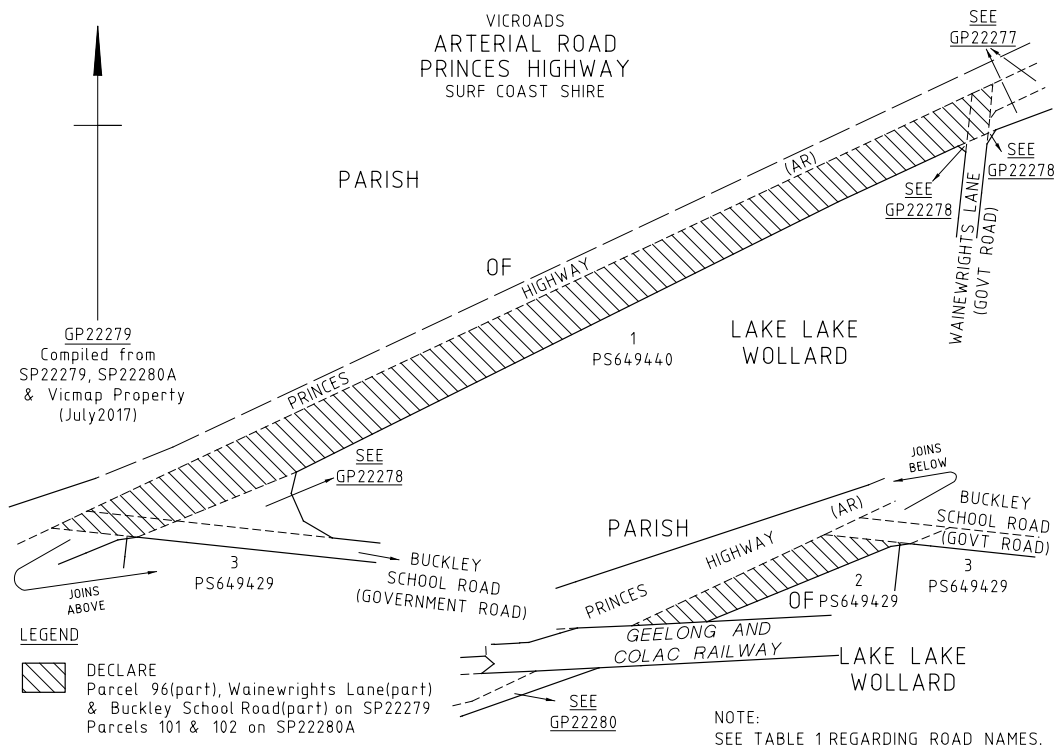 VICROADS
ARTERIAL ROAD
PRINCES HIGHWAY
SURF COAST SHIRE
SEE
GP22277
PARISH
(AR)
SEE
GP22278
SEE
GP22278
WAINEWRIGHTS LANE
(GOVT ROAD)
OF
HIGHWAY
1
PS649440
LAKE LAKE
WOLLARD
GP22279
Compiled from
SP22279, SP22280A
& Vicmap Property
(July2017)
PRINCES
SEE
GP22278
3
PS649429
BUCKLEY
SCHOOL ROAD
(GOVERNMENT ROAD)
JOINS
ABOVE
JOINS
BELOW
PARISH
(AR)
BUCKLEY
SCHOOL ROAD
(GOVT ROAD)
HIGHWAY
PRINCES
2
OF PS649429
3
PS649429
GEELONG AND
COLAC RAILWAY
LAKE LAKE
WOLLARD
SEE
GP22280
LEGEND
DECLARE
Parcel 96(part), Wainewrights Lane(part)
& Buckley School Road(part) on SP22279
Parcels 101 & 102 on SP22280A
NOTE:
SEE TABLE 1 REGARDING ROAD NAMES.